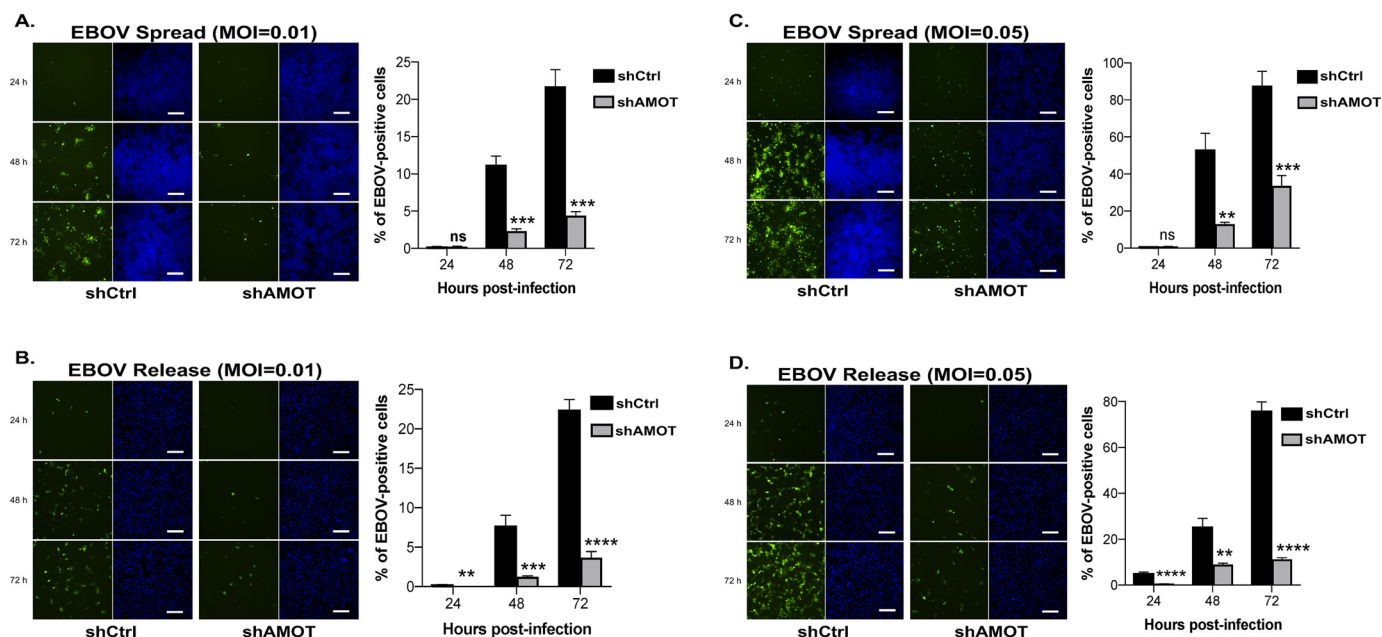 A.
EBOV Spread (MOI=0.01)
24 h
48 h
72 h
shCtrl
shAMOT
% of EBOV-positive cells
25
20
15
10
5
0
shCtrl
shAMOT
ns
***
***
24
48
72
Hours post-infection
C.
EBOV Spread (MOI=0.05)
24 h
48 h
72 h
shCtrl
shAMOT
% of EBOV-positive cells
100
80
60
40
20
0
shCtrl
shAMOT
ns
**
***
24
48
72
Hours post-infection
B.
EBOV Release (MOI=0.01)
24 h
48 h
72 h
shCtrl
shAMOT
% of EBOV-positive cells
25
20
15
10
5
0
shCtrl
shAMOT
**
***
****
24
48
72
Hours post-infection
D.
EBOV Release (MOI=0.05)
24 h
48 h
72 h
shCtrl
shAMOT
% of EBOV-positive cells
80
60
40
20
0
shCtrl
shAMOT
****
**
****
24
48
72
Hours post-infection